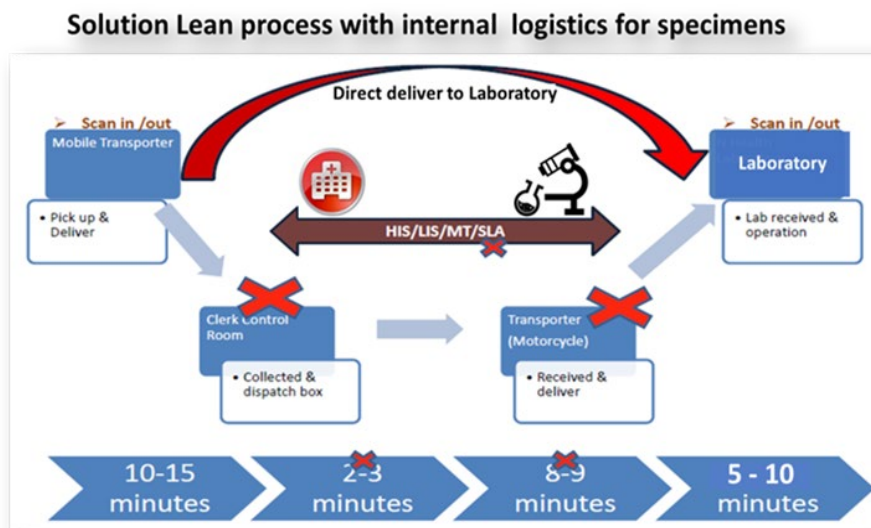 Solution Lean process with internal logistics for specimens
Direct deliver to Laboratory
➢ Scan in /out
Mobile Transporter
• Pick up &
Deliver
➢ Scan in /out
Laboratory
• Lab received &
operation
HIS/LIS/MT/SLA
Clerk Control
Room
• Collected &
dispatch box
Transporter
(Motorcycle)
• Received &
deliver
10-15
minutes
2-3
minutes
8-9
minutes
5 - 10
minutes